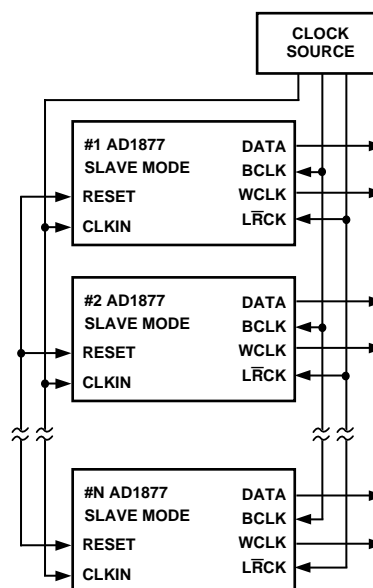 CLOCK
SOURCE
#1 AD1877
SLAVE MODE
RESET
CLKIN
DATA
BCLK
WCLK
LR̅CK
#2 AD1877
SLAVE MODE
RESET
CLKIN
DATA
BCLK
WCLK
LR̅CK
#N AD1877
SLAVE MODE
RESET
CLKIN
DATA
BCLK
WCLK
LR̅CK